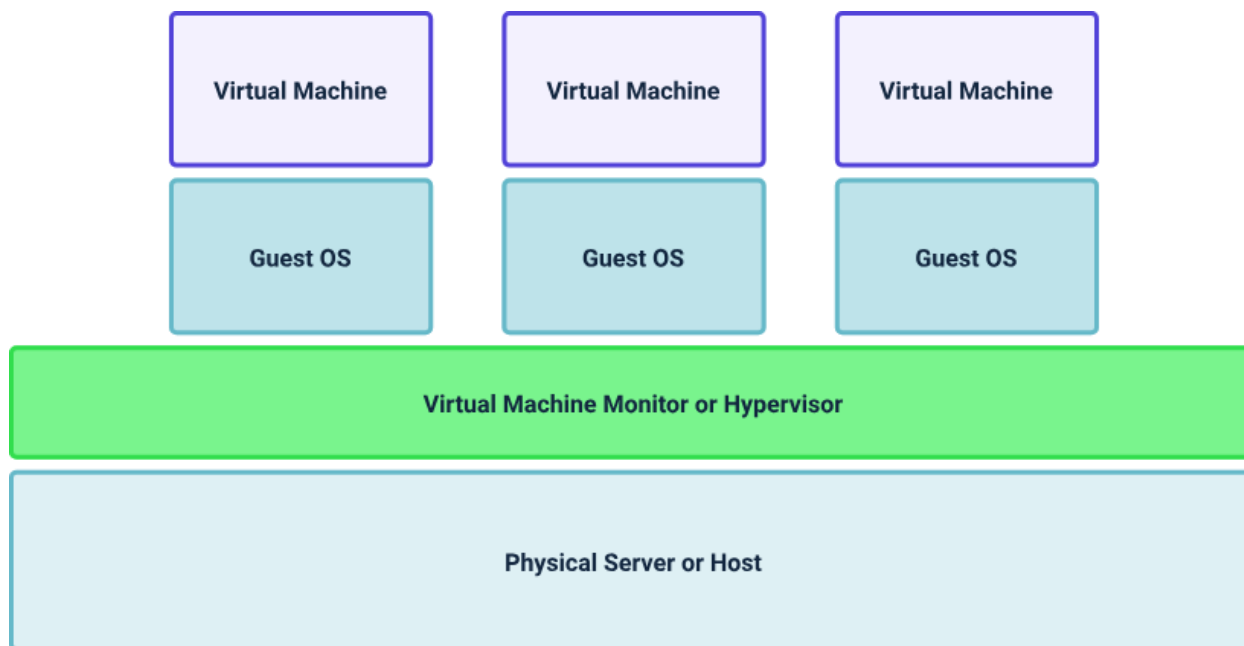 Virtual Machine
Virtual Machine
Virtual Machine
Guest OS
Guest OS
Guest OS
Virtual Machine Monitor or Hypervisor
Physical Server or Host